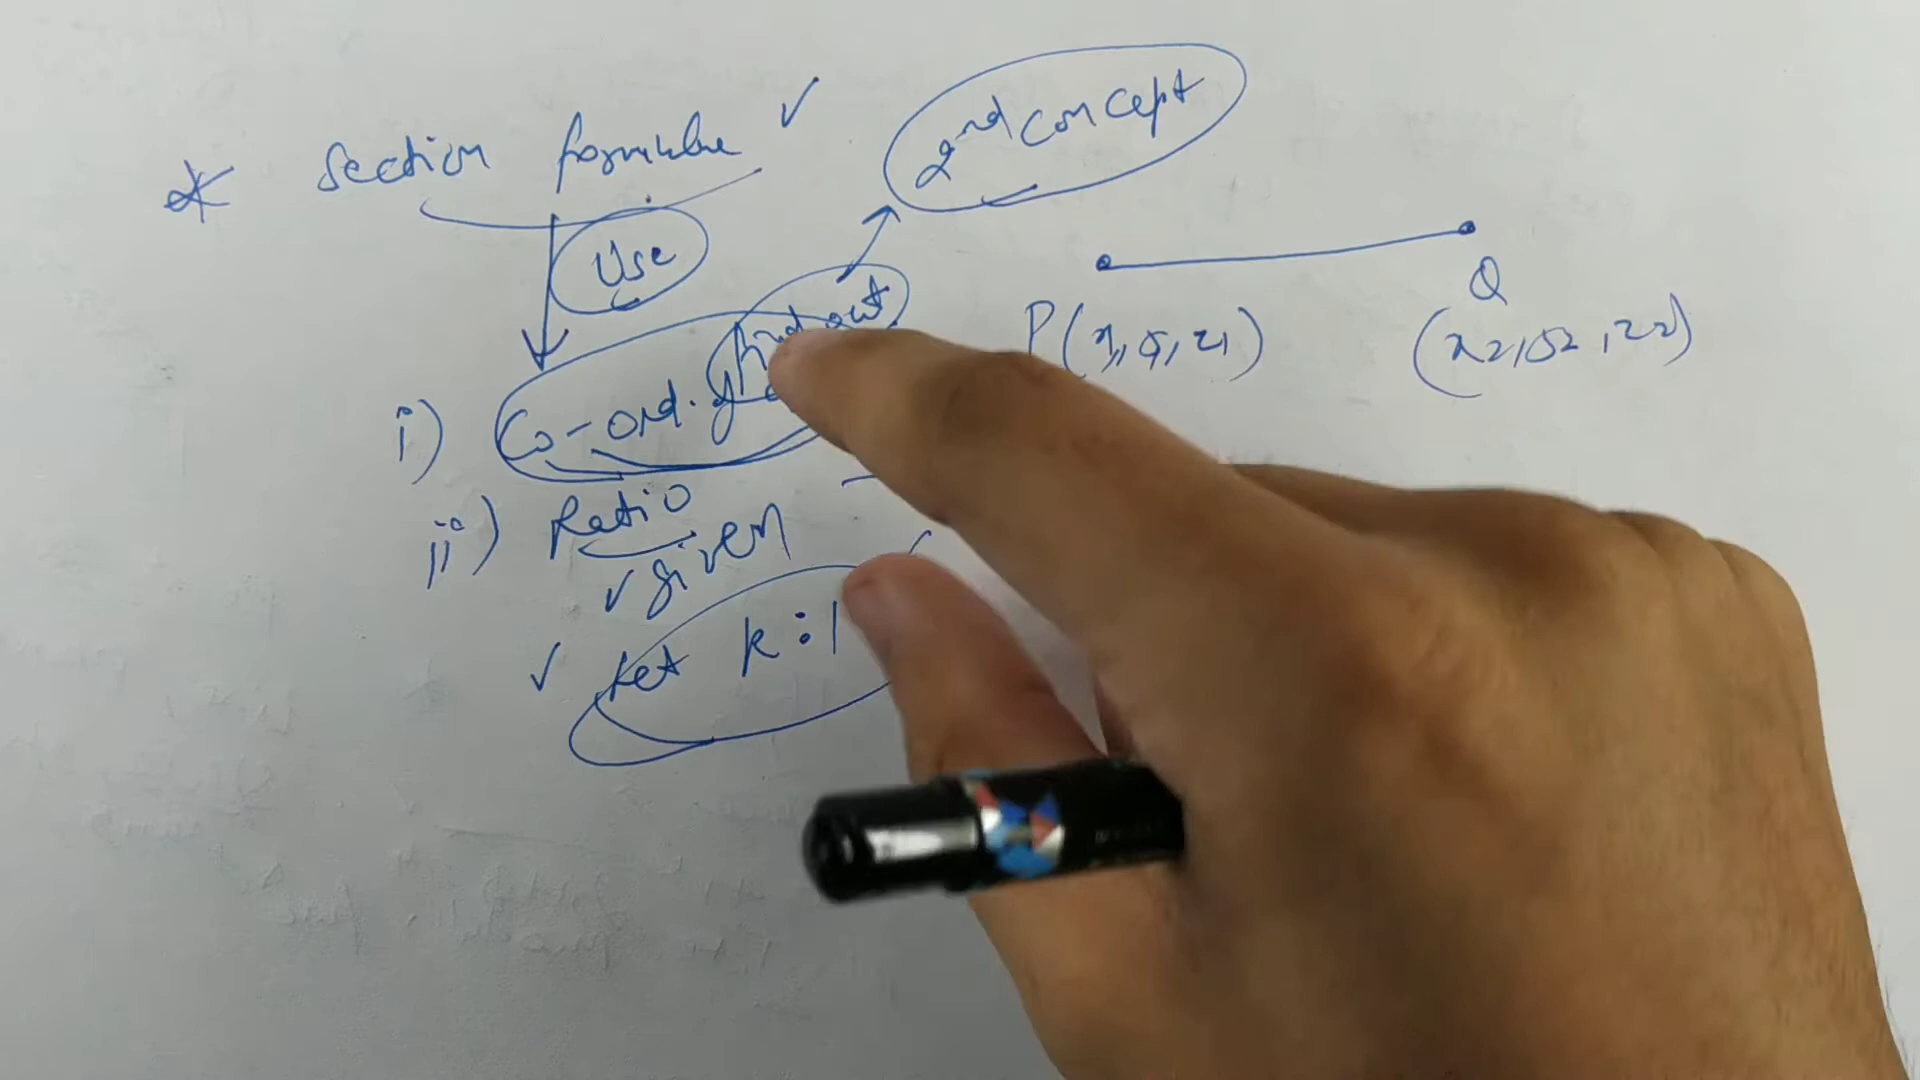 * Section formulae ✓
2nd concept
Use
find out
Q
P(x1, y1, z1)
(x2, y2, z2)
i) Co-ord. of
ii) Ratio
✓ given
✓ Let k:1